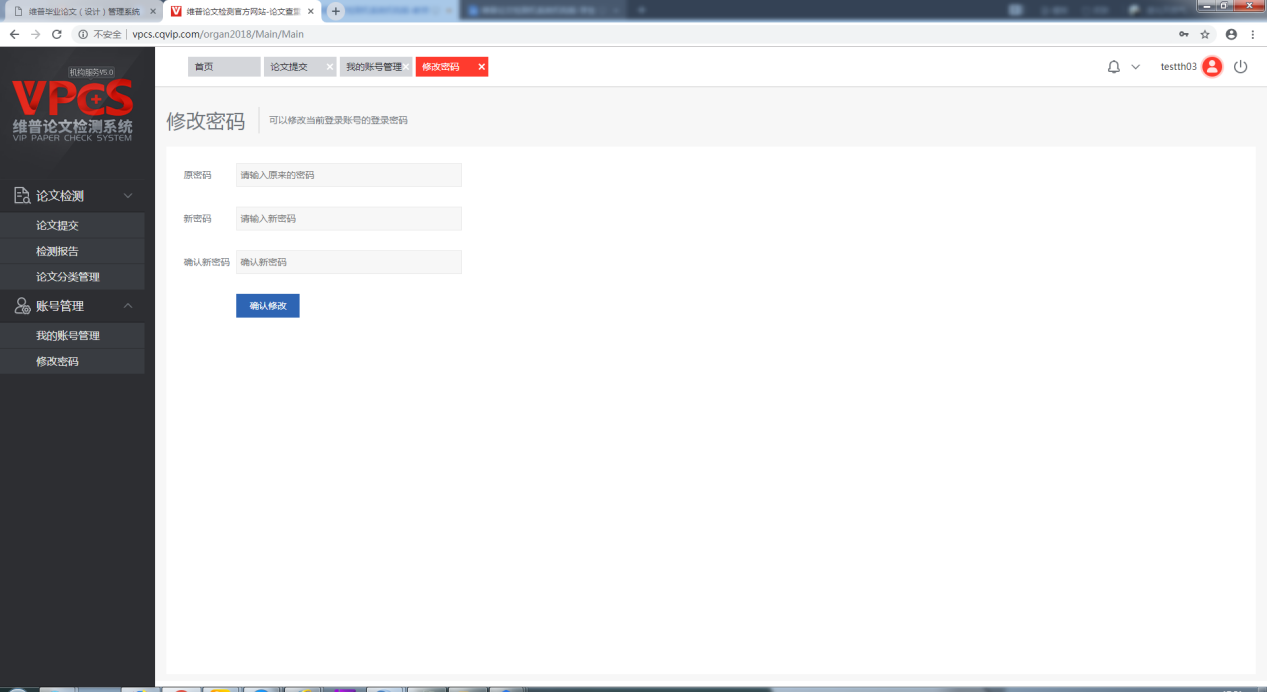 维普毕业论文（设计）管理系统
维普论文检测官方网站-论文查重
不安全
vpcs.cqvip.com/organ2018/Main/Main
机构服务V5.0
VPCS
维普论文检测系统
VIP PAPER CHECK SYSTEM
首页
论文提交
我的账号管理
修改密码
testth03
修改密码
可以修改当前登录账号的登录密码
论文检测
论文提交
检测报告
论文分类管理
账号管理
我的账号管理
修改密码
原密码
请输入原来的密码
新密码
请输入新密码
确认新密码
确认新密码
确认修改